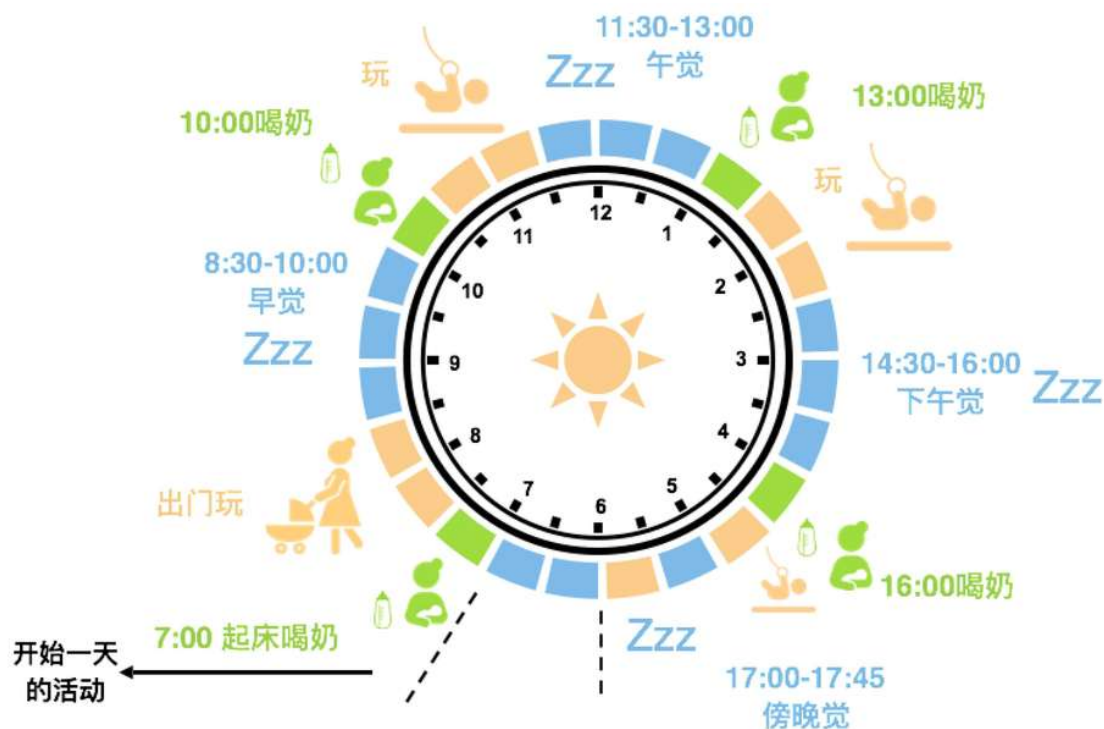 11:30-13:00
午觉
Zzz
玩
10:00喝奶
13:00喝奶
玩
8:30-10:00
早觉
Zzz
12
1
2
3
4
5
6
7
8
9
10
11
14:30-16:00
下午觉
Zzz
出门玩
16:00喝奶
7:00 起床喝奶
开始一天
的活动
Zzz
17:00-17:45
傍晚觉